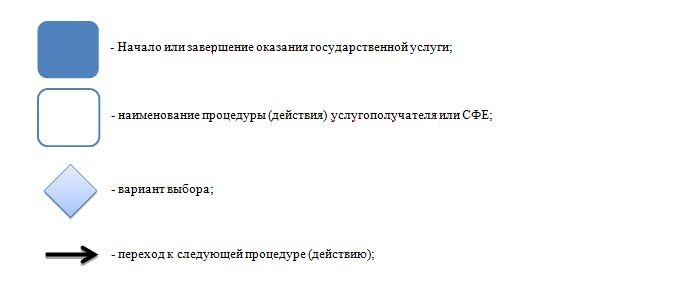 - Начало или завершение оказания государственной услуги;
- наименование процедуры (действия) услугополучателя или СФЕ;
- вариант выбора;
- переход к следующей процедуре (действию);